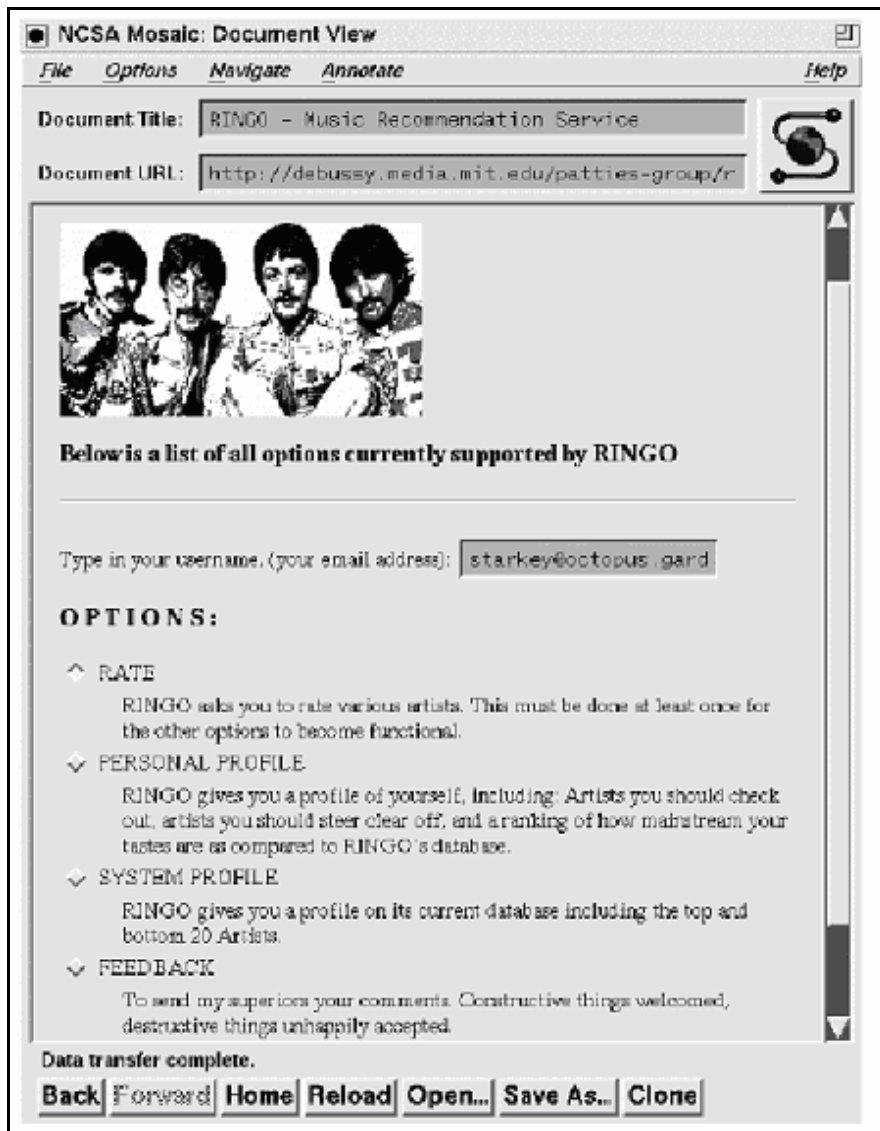 NCSA Mosaic: Document View
File Options Navigate Annotate Help
Document Title: RINGO - Music Recommendation Service
Document URL: http://debussy.media.mit.edu/patties-group/r
Below is a list of all options currently supported by RINGO
Type in your username. (your email address): starkey@octopus.gard
OPTIONS:
RATE
RINGO asks you to rate various artists. This must be done at least once for
the other options to become functional.
PERSONAL PROFILE
RINGO gives you a profile of yourself, including: Artists you should check
out, artists you should steer clear off, and a ranking of how mainstream your
tastes are as compared to RINGO's database.
SYSTEM PROFILE
RINGO gives you a profile on its current database including the top and
bottom 20 Artists.
FEEDBACK
To send my superiors your comments. Constructive things welcomed,
destructive things unhappily accepted.
Data transfer complete.
Back Forward Home Reload Open... Save As... Clone